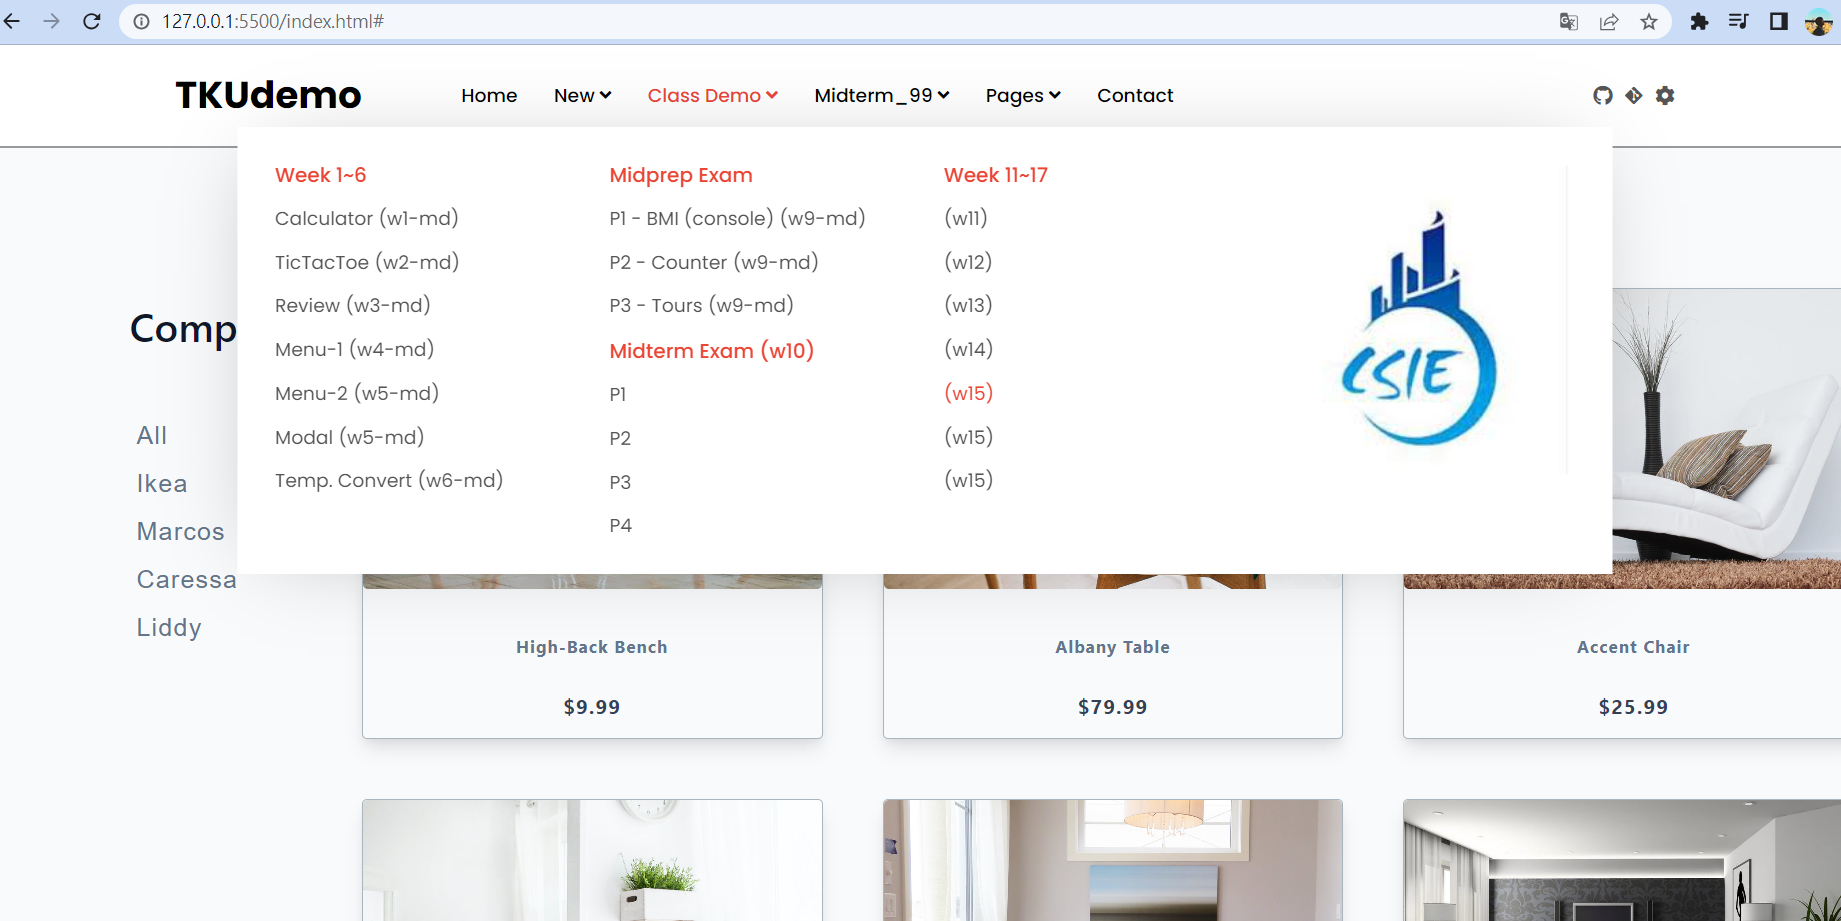 127.0.0.1:5500/index.html#
TKUdemo
Home
New
Class Demo
Midterm_99
Pages
Contact
Week 1~6
Calculator (w1-md)
TicTacToe (w2-md)
Review (w3-md)
Menu-1 (w4-md)
Menu-2 (w5-md)
Modal (w5-md)
Temp. Convert (w6-md)
Midprep Exam
P1 - BMI (console) (w9-md)
P2 - Counter (w9-md)
P3 - Tours (w9-md)
Midterm Exam (w10)
P1
P2
P3
P4
Week 11~17
(w11)
(w12)
(w13)
(w14)
(w15)
(w15)
(w15)
CSIE
Comp
All
Ikea
Marcos
Caressa
Liddy
High-Back Bench
$9.99
Albany Table
$79.99
Accent Chair
$25.99